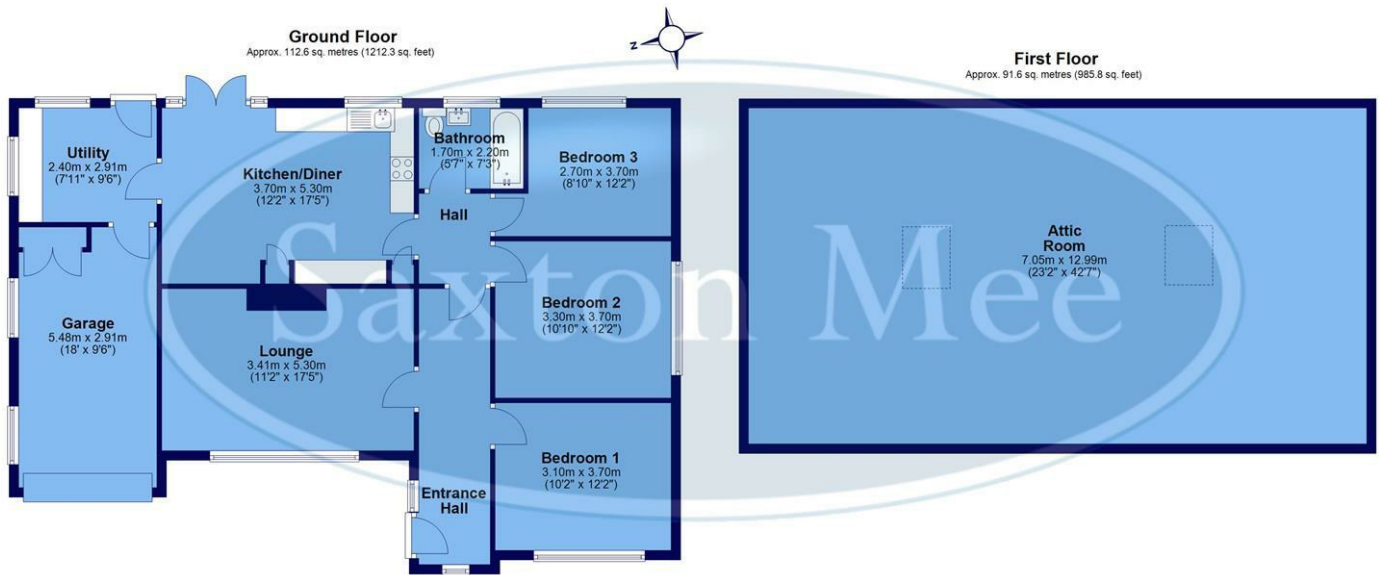 Ground Floor
Approx. 112.6 sq. metres (1212.3 sq. feet)
N
First Floor
Approx. 91.6 sq. metres (985.8 sq. feet)
Utility
2.40m x 2.91m
(7'11" x 9'6")
Kitchen/Diner
3.70m x 5.30m
(12'2" x 17'5")
Bathroom
1.70m x 2.20m
(5'7" x 7'3")
Bedroom 3
2.70m x 3.70m
(8'10" x 12'2")
Hall
Attic
Room
7.05m x 12.99m
(23'2" x 42'7")
Saxton Mee
Garage
5.48m x 2.91m
(18' x 9'6")
Lounge
3.41m x 5.30m
(11'2" x 17'5")
Bedroom 2
3.30m x 3.70m
(10'10" x 12'2")
Bedroom 1
3.10m x 3.70m
(10'2" x 12'2")
Entrance
Hall